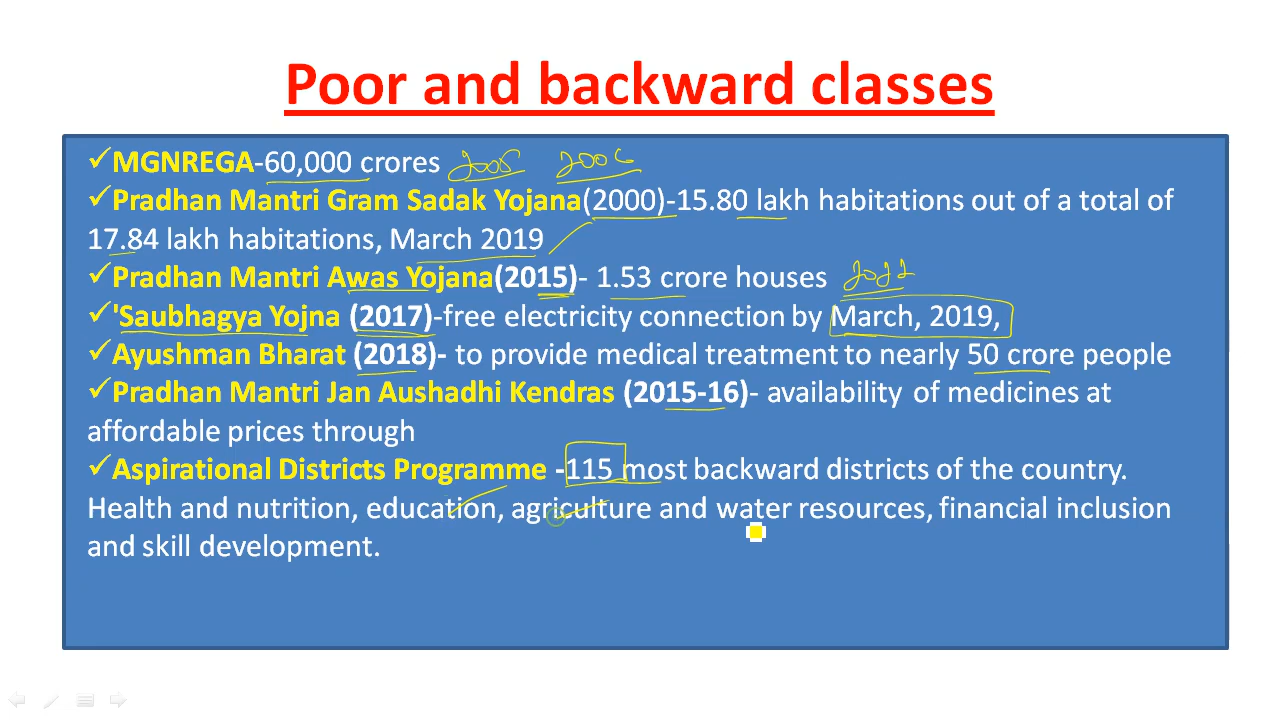 Poor and backward classes
✓MGNREGA-60,000 crores 2005 2006
✓Pradhan Mantri Gram Sadak Yojana(2000)-15.80 lakh habitations out of a total of
17.84 lakh habitations, March 2019
✓Pradhan Mantri Awas Yojana(2015)- 1.53 crore houses 2022
✓'Saubhagya Yojna (2017)-free electricity connection by March, 2019,
✓Ayushman Bharat (2018)- to provide medical treatment to nearly 50 crore people
✓Pradhan Mantri Jan Aushadhi Kendras (2015-16)- availability of medicines at
affordable prices through
✓Aspirational Districts Programme -115 most backward districts of the country.
Health and nutrition, education, agriculture and water resources, financial inclusion
and skill development.